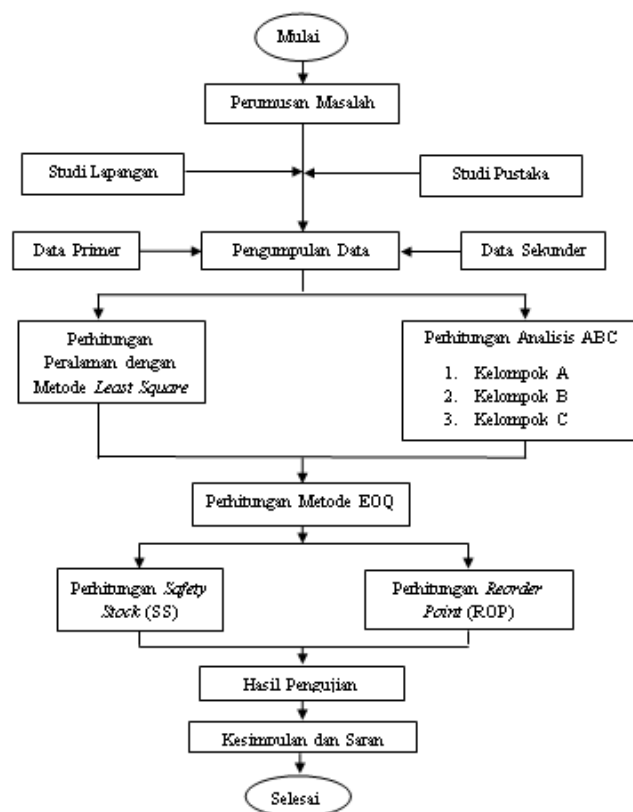 Mulai
Perumusan Masalah
Studi Lapangan
Studi Pustaka
Data Primer
Pengumpulan Data
Data Sekunder
Perhitungan
Peralaman dengan
Metode Least Square
Perhitungan Analisis ABC
1. Kelompok A
2. Kelompok B
3. Kelompok C
Perhitungan Metode EOQ
Perhitungan Safety
Stock (SS)
Perhitungan Reorder
Point (ROP)
Hasil Pengujian
Kesimpulan dan Saran
Selesai